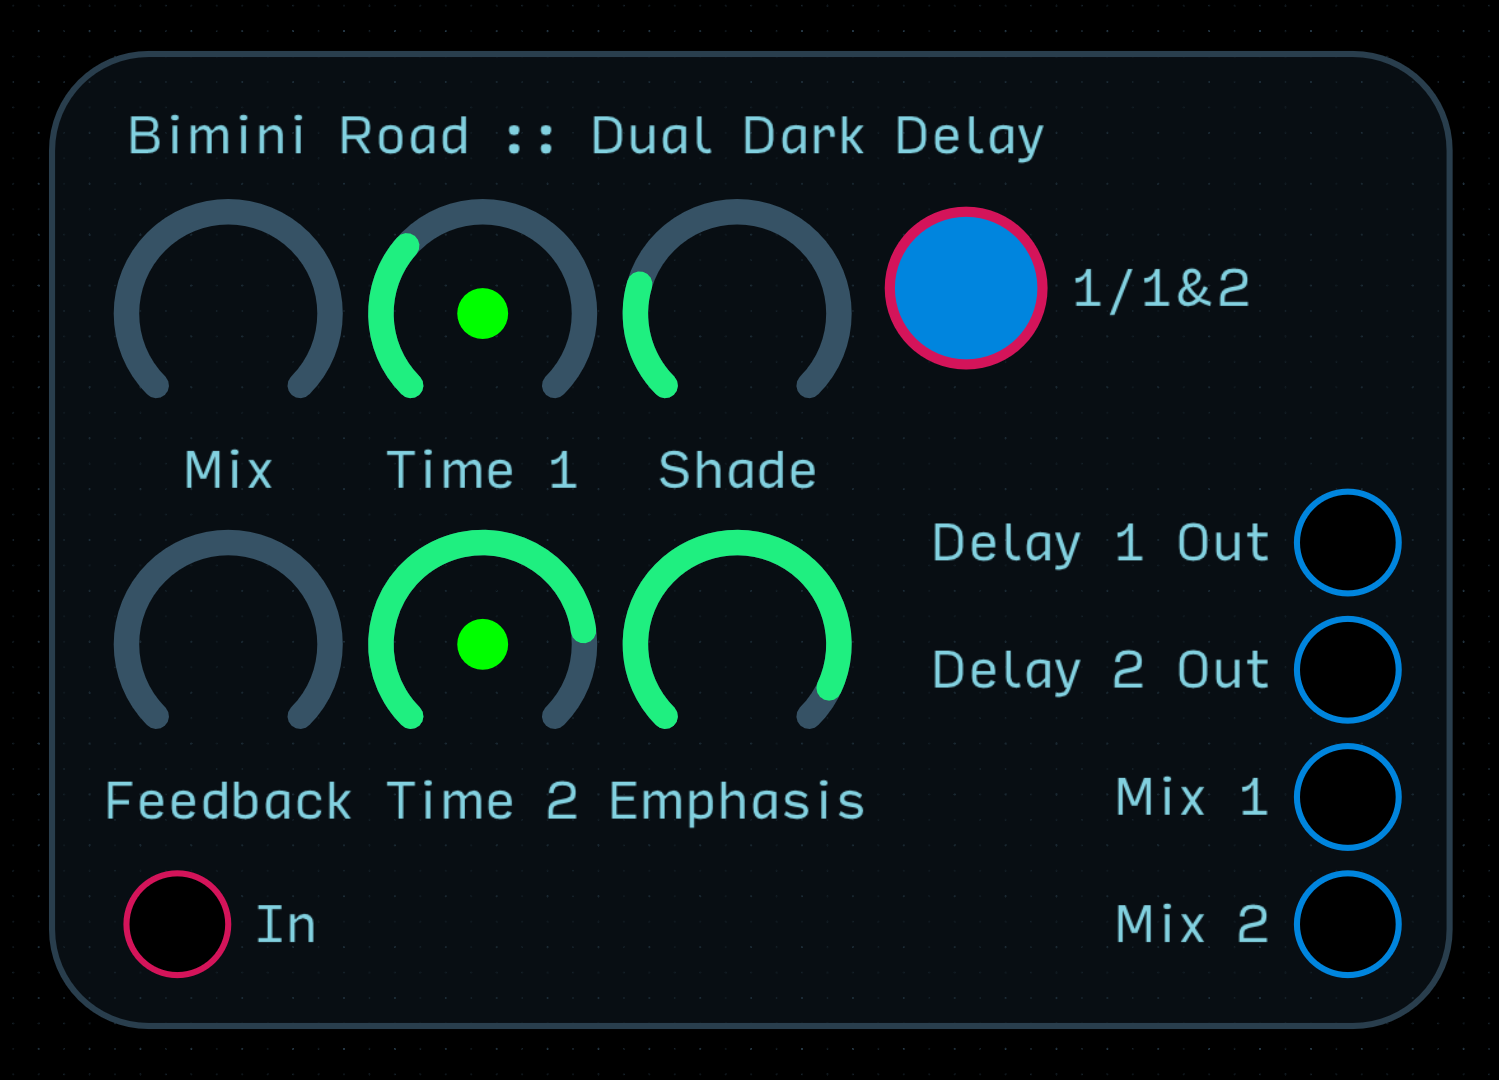 Bimini Road :: Dual Dark Delay
1/1&2
Mix Time 1 Shade
Delay 1 Out
Delay 2 Out
Feedback Time 2 Emphasis
Mix 1
In
Mix 2